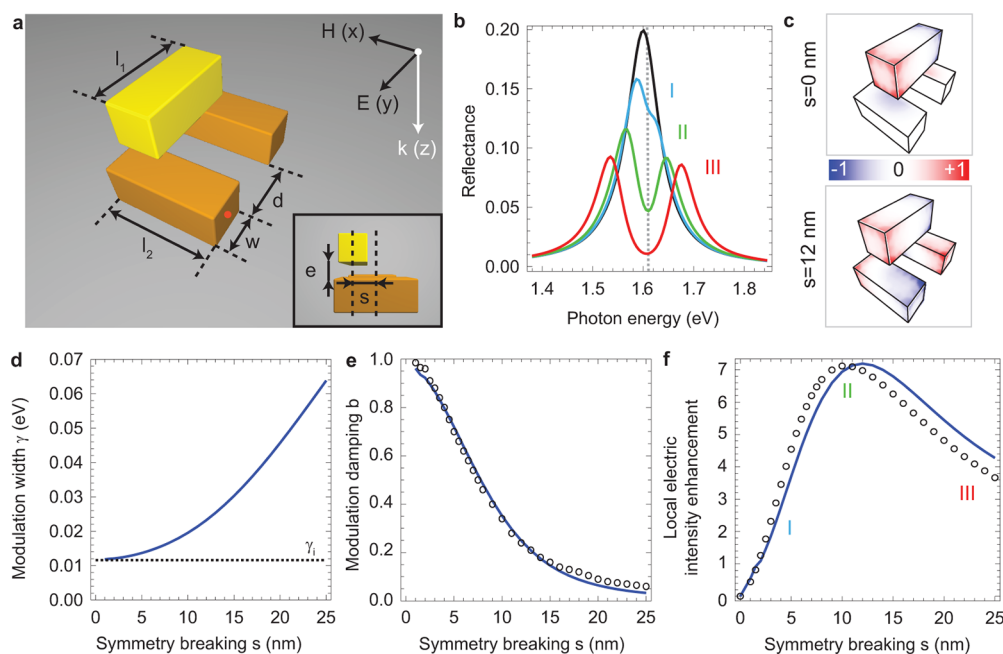 a
l₁
l₂
d
w
H (x)
E (y)
k (z)
e
s
b
0.20
0.15
0.10
0.05
0.00
Reflectance
1.4
1.5
1.6
1.7
1.8
Photon energy (eV)
I
II
III
c
s=0 nm
-1 0 +1
s=12 nm
d
0.07
0.06
0.05
0.04
0.03
0.02
0.01
0.00
Modulation width γ (eV)
γᵢ
0 5 10 15 20 25
Symmetry breaking s (nm)
e
1.0
0.8
0.6
0.4
0.2
0.0
Modulation damping b
0 5 10 15 20 25
Symmetry breaking s (nm)
f
7
6
5
4
3
2
1
0
Local electric
intensity enhancement
I
II
III
0 5 10 15 20 25
Symmetry breaking s (nm)